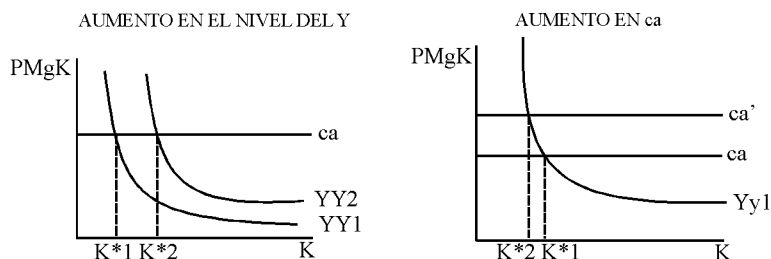 AUMENTO EN EL NIVEL DEL Y
PMgK
ca
YY2
YY1
K*1 K*2 K
AUMENTO EN ca
PMgK
ca'
ca
Yy1
K*2 K*1 K